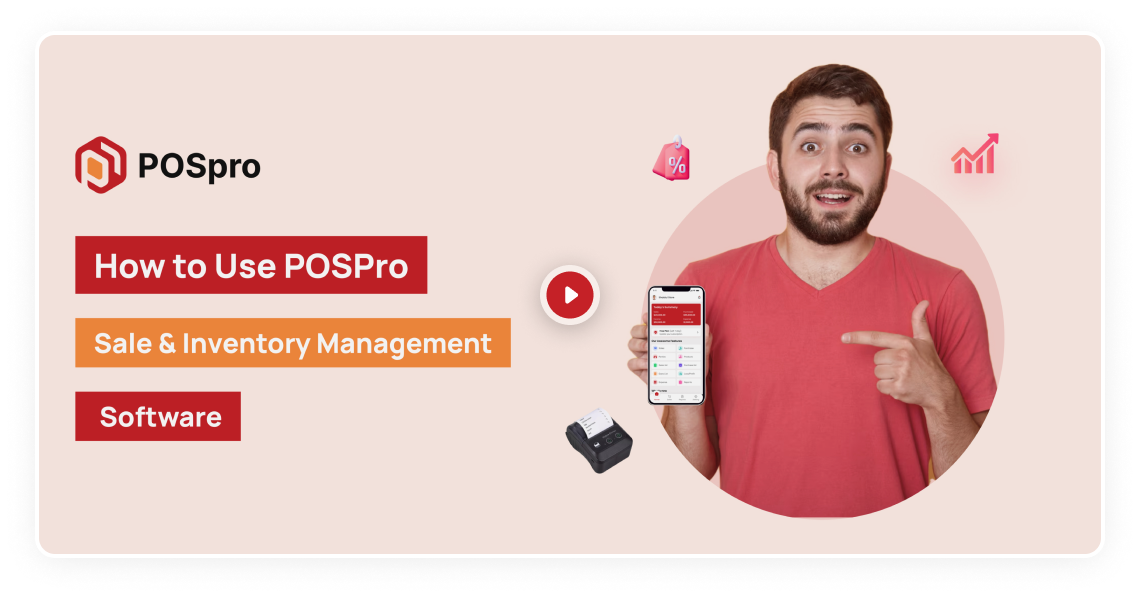 POSpro
How to Use POSPro
Sale & Inventory Management
Software
%